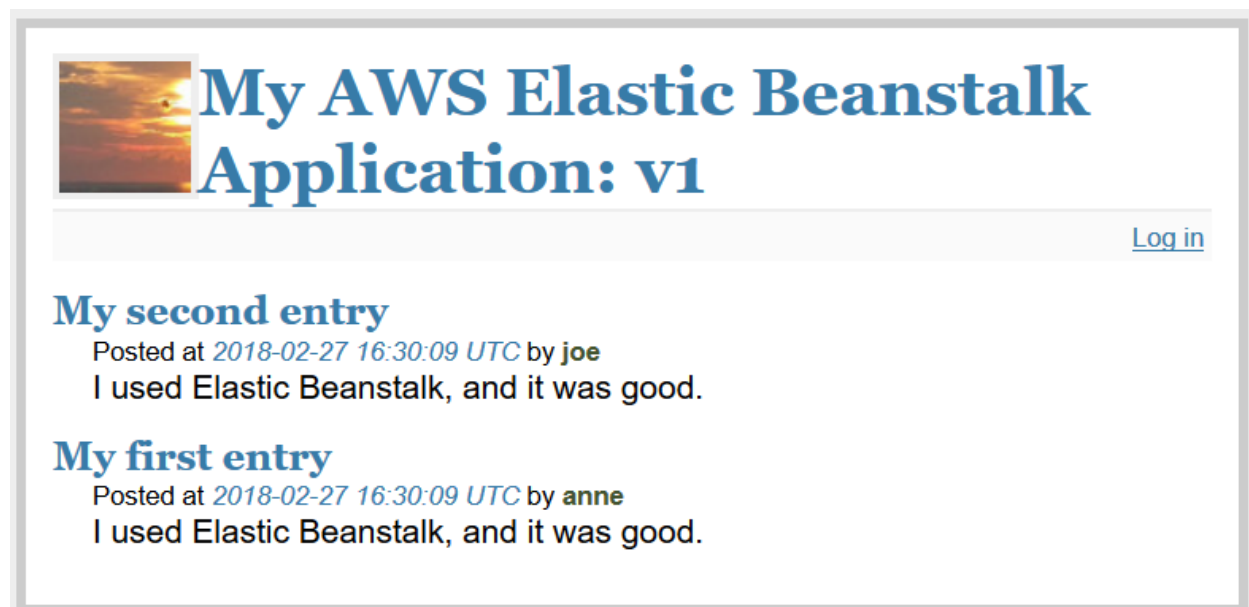 My AWS Elastic Beanstalk
Application: v1
Log in
My second entry
Posted at 2018-02-27 16:30:09 UTC by joe
I used Elastic Beanstalk, and it was good.
My first entry
Posted at 2018-02-27 16:30:09 UTC by anne
I used Elastic Beanstalk, and it was good.